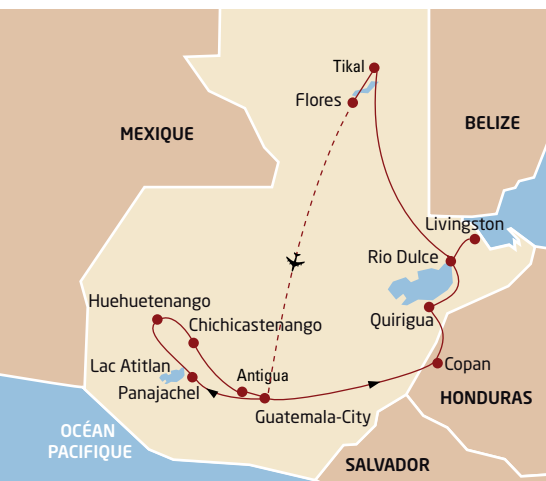 Tikal
Flores
MEXIQUE
BELIZE
Livingston
Rio Dulce
Huehuetenango
Chichicastenango
Quirigua
Lac Atitlan
Panajachel
Antigua
Copan
Guatemala-City
HONDURAS
OCÉAN
PACIFIQUE
SALVADOR